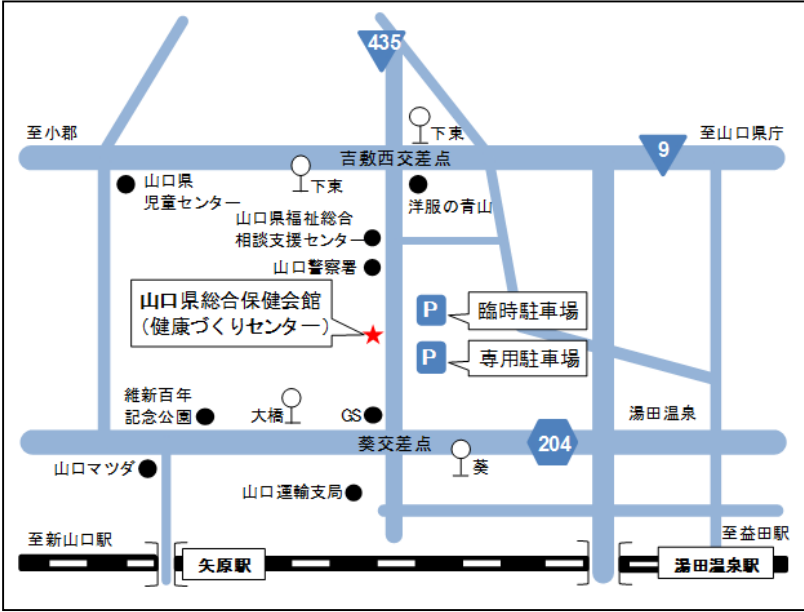 435
至小郡
下東
至山口県庁
吉敷西交差点
9
下東
山口県
児童センター
洋服の青山
山口県福祉総合
相談支援センター
山口警察署
山口県総合保健会館
(健康づくりセンター)
P
臨時駐車場
P
専用駐車場
維新百年
記念公園
大橋
GS
湯田温泉
葵交差点
204
山口マツダ
葵
山口運輸支局
至新山口駅
至益田駅
矢原駅
湯田温泉駅